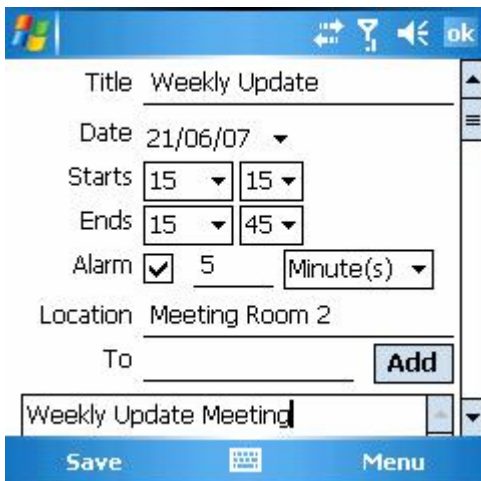 ok
Title Weekly Update
Date 21/06/07
Starts 15 15
Ends 15 45
Alarm 5 Minute(s)
Location Meeting Room 2
To Add
Weekly Update Meeting
Save Menu